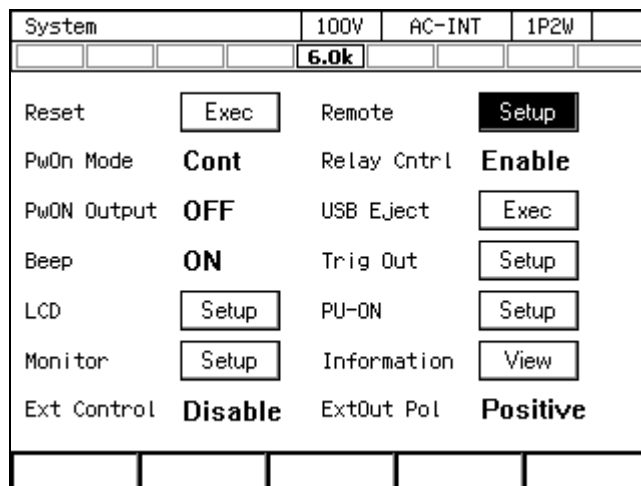 System 100V AC-INT 1P2W
6.0k
Reset Exec Remote Setup
PwOn Mode Cont Relay Cntrl Enable
PwON Output OFF USB Eject Exec
Beep ON Trig Out Setup
LCD Setup PU-ON Setup
Monitor Setup Information View
Ext Control Disable ExtOut Pol Positive